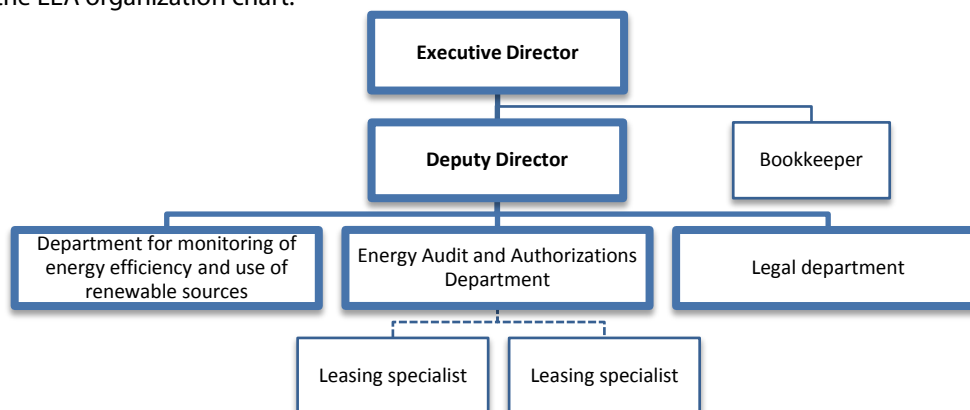 the EEA organization chart.
Executive Director
Deputy Director
Bookkeeper
Department for monitoring of
energy efficiency and use of
renewable sources
Energy Audit and Authorizations
Department
Legal department
Leasing specialist
Leasing specialist